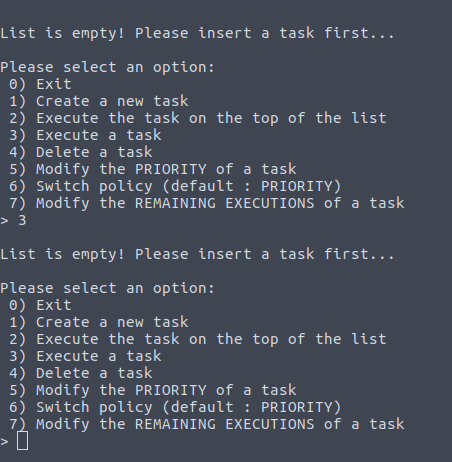 List is empty! Please insert a task first...
Please select an option:
0) Exit
1) Create a new task
2) Execute the task on the top of the list
3) Execute a task
4) Delete a task
5) Modify the PRIORITY of a task
6) Switch policy (default : PRIORITY)
7) Modify the REMAINING EXECUTIONS of a task
> 3
List is empty! Please insert a task first...
Please select an option:
0) Exit
1) Create a new task
2) Execute the task on the top of the list
3) Execute a task
4) Delete a task
5) Modify the PRIORITY of a task
6) Switch policy (default : PRIORITY)
7) Modify the REMAINING EXECUTIONS of a task
>